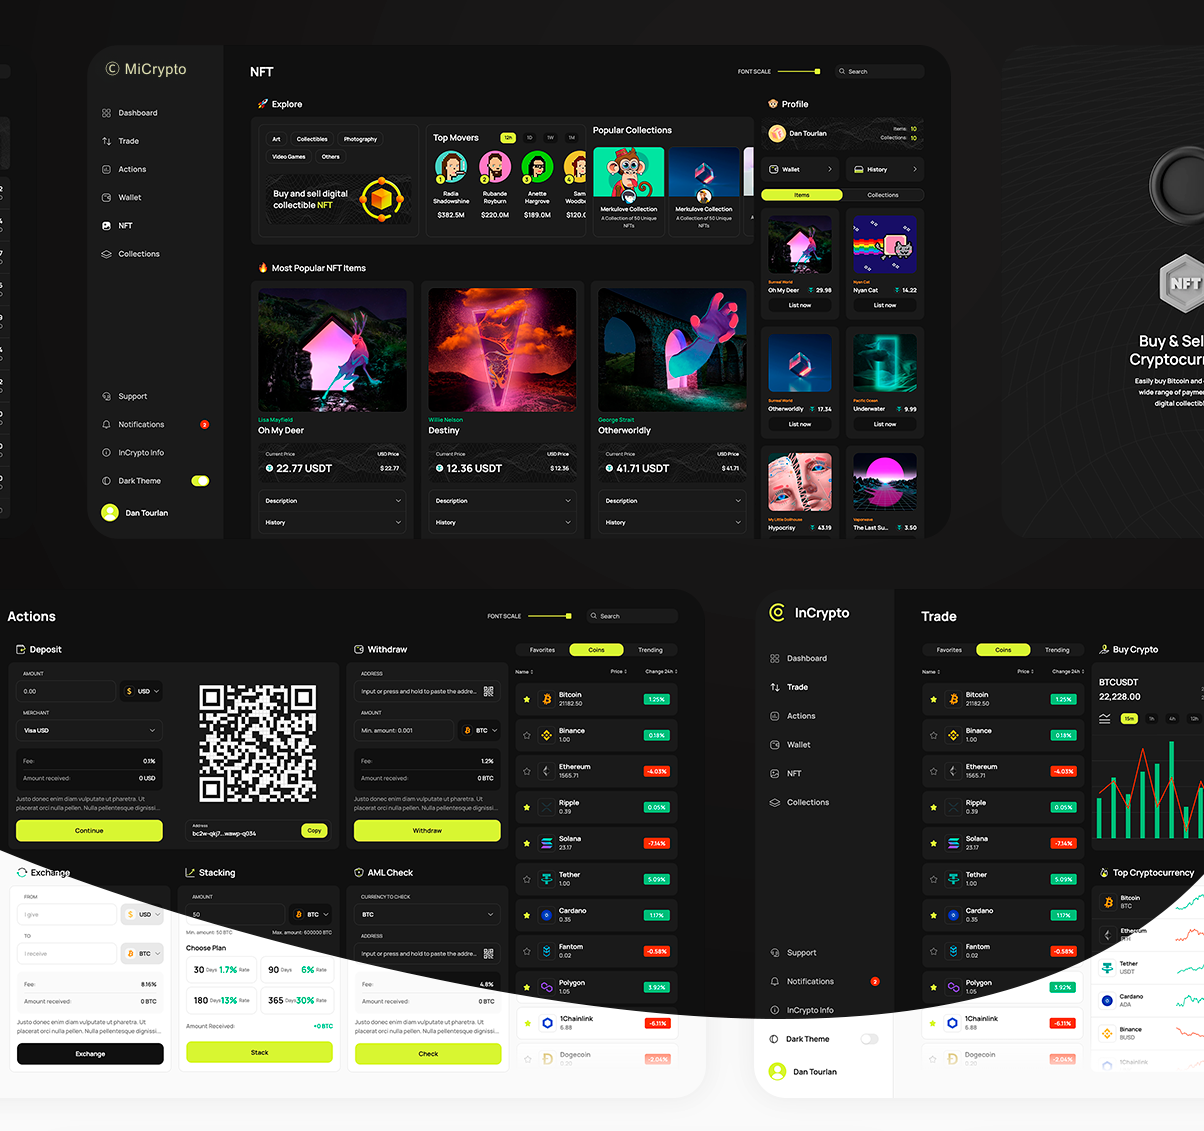 MiCrypto
Dashboard
Trade
Actions
Wallet
NFT
Collections
Support
Notifications
2
InCrypto Info
Dark Theme
Dan Tourlan
NFT
FONT SCALE
Search
Explore
Art
Collectibles
Photography
Video Games
Others
Buy and sell digital
collectible NFT
Top Movers
12h
1D
1W
1M
1
2
3
4
Radia
Shadowshine
$382.5M
Rubande
Royburn
$220.0M
Anette
Hargrove
$189.0M
Sam
Woodb
$120.0
Popular Collections
Merkulove Collection
A Collection of 50 Unique
NFTs
Merkulove Collection
A Collection of 50 Unique
NFTs
Most Popular NFT Items
Lisa Mayfield
Oh My Deer
Current Price
USD Price
22.77 USDT
$ 22.77
Description
History
Willie Nelson
Destiny
Current Price
USD Price
12.36 USDT
$ 12.36
Description
History
George Strait
Otherworldly
Current Price
USD Price
41.71 USDT
$ 41.71
Description
History
Profile
Dan Tourlan
Items: 10
Collections: 10
Wallet
History
Items
Collections
Surreal World
Oh My Deer
29.98
List now
Nyan Cat
Nyan Cat
14.22
List now
Surreal World
Otherworldly
17.34
List now
Pacific Ocean
Underwater
9.99
List now
My Little Dollhouse
Hypocrisy
43.19
Vaporwave
The Last Su...
3.50
NFT
Buy & Sel
Cryptocurr
Easily buy Bitcoin and
wide range of payme
digital collectibl
Actions
FONT SCALE
Search
Deposit
AMOUNT
0.00
$ USD
MERCHANT
Visa USD
Fee:
0.1%
Amount received:
0 USD
Justo donec enim diam vulputate ut pharetra. Ut
placerat orci nulla pellen. Nulla pellentesque dignissi...
Continue
Address
bc2w-qkj7...wawp-q034
Copy
Withdraw
ADDRESS
Input or press and hold to paste the addre...
AMOUNT
Min. amount: 0.001
BTC
Fee:
1.2%
Amount received:
0 BTC
Justo donec enim diam vulputate ut pharetra. Ut
placerat orci nulla pellen. Nulla pellentesque dignissi...
Withdraw
Exchange
FROM
I give
$ USD
TO
I receive
BTC
Fee:
8.16%
Amount received:
0 BTC
Justo donec enim diam vulputate ut pharetra. Ut
placerat orci nulla pellen. Nulla pellentesque dignissi...
Exchange
Stacking
AMOUNT
50
BTC
Min. amount: 50 BTC
Max. amount: 600000 BTC
Choose Plan
30 Days 1.7% Rate
90 Days 6% Rate
180 Days 13% Rate
365 Days 30% Rate
Amount Received:
+0 BTC
Stack
AML Check
CURRENCY TO CHECK
BTC
ADDRESS
Input or press and hold to paste the addre...
Fee:
4.8%
Amount received:
0 BTC
Justo donec enim diam vulputate ut pharetra. Ut
placerat orci nulla pellen. Nulla pellentesque dignissi...
Check
Favorites
Coins
Trending
Name
Price
Change 24h
Bitcoin
21182.50
1.25%
Binance
1.00
0.18%
Ethereum
1565.71
-4.03%
Ripple
0.39
0.05%
Solana
23.17
-7.14%
Tether
1.00
5.09%
Cardano
0.35
1.17%
Fantom
0.02
-0.58%
Polygon
1.05
3.92%
1Chainlink
6.88
-6.11%
Dogecoin
0.20
-2.04%
InCrypto
Dashboard
Trade
Actions
Wallet
NFT
Collections
Support
Notifications
2
InCrypto Info
Dark Theme
Dan Tourlan
Trade
Favorites
Coins
Trending
Name
Price
Change 24h
Bitcoin
21182.50
1.25%
Binance
1.00
0.18%
Ethereum
1565.71
-4.03%
Ripple
0.39
0.05%
Solana
23.17
-7.14%
Tether
1.00
5.09%
Cardano
0.35
1.17%
Fantom
0.02
-0.58%
Polygon
1.05
3.92%
1Chainlink
6.88
-6.11%
Dogecoin
0.20
-2.04%
Buy Crypto
BTCUSDT
22,228.00
15m
1h
4h
12h
Top Cryptocurrency
Bitcoin
BTC
Ethereum
ETH
Tether
USDT
Cardano
ADA
Binance
BUSD
1Chainlink